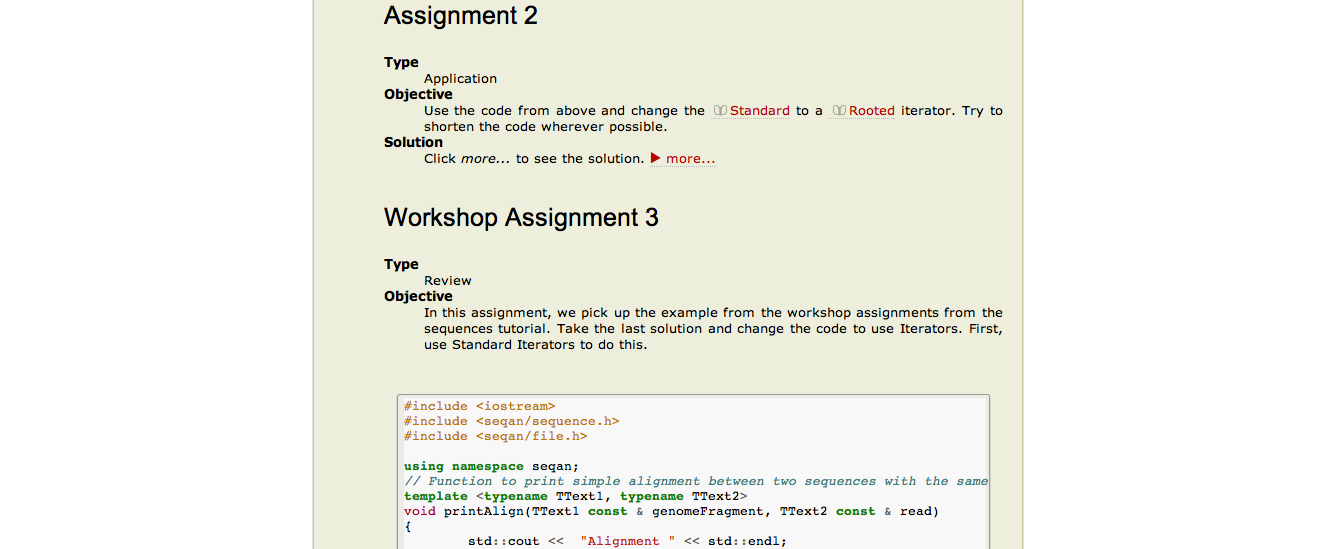 Assignment 2
Type
Application
Objective
Use the code from above and change the Standard to a Rooted iterator. Try to
shorten the code wherever possible.
Solution
Click more... to see the solution. ▶ more...
Workshop Assignment 3
Type
Review
Objective
In this assignment, we pick up the example from the workshop assignments from the
sequences tutorial. Take the last solution and change the code to use Iterators. First,
use Standard Iterators to do this.
#include <iostream>
#include <seqan/sequence.h>
#include <seqan/file.h>
using namespace seqan;
// Function to print simple alignment between two sequences with the same
template <typename TText1, typename TText2>
void printAlign(TText1 const & genomeFragment, TText2 const & read)
{
std::cout <<  "Alignment " << std::endl;